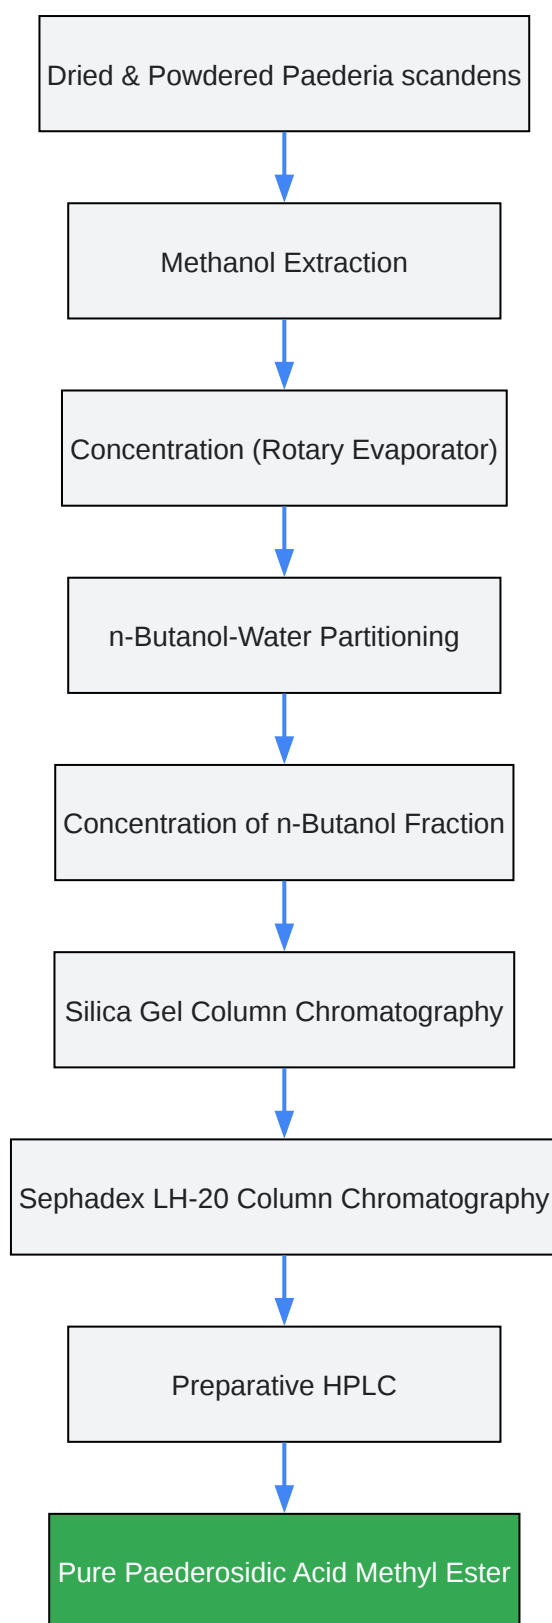 Dried & Powdered Paederia scandens
Methanol Extraction
Concentration (Rotary Evaporator)
n-Butanol-Water Partitioning
Concentration of n-Butanol Fraction
Silica Gel Column Chromatography
Sephadex LH-20 Column Chromatography
Preparative HPLC
Pure Paederosidic Acid Methyl Ester